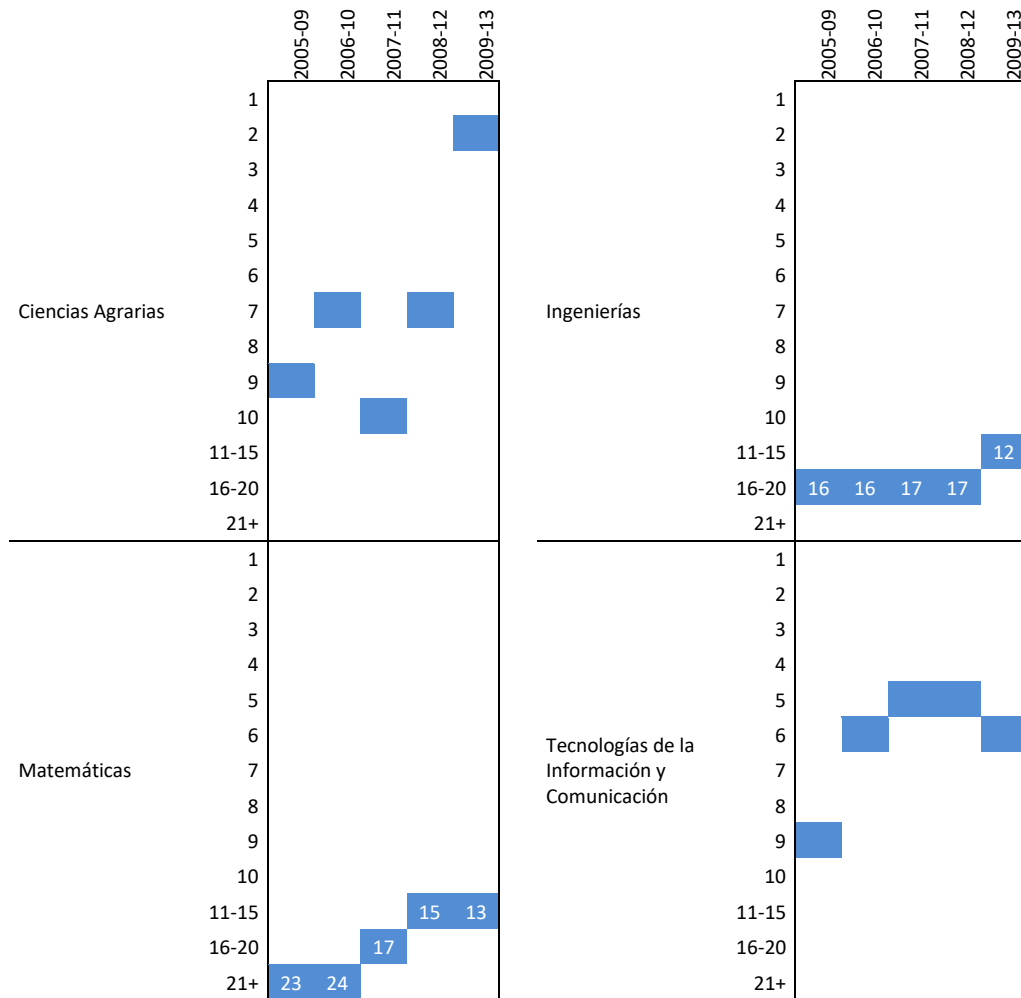 2005-09 2006-10 2007-11 2008-12 2009-13 2005-09 2006-10 2007-11 2008-12 2009-13
1 1
2 2
3 3
4 4
5 5
6 6
Ciencias Agrarias 7 Ingenierías 7
8 8
9 9
10 10
11-15 11-15 12
16-20 16-20 16 16 17 17
21+ 21+
1 1
2 2
3 3
4 4
5 5
6 6
Matemáticas 7 Tecnologías de la Información y Comunicación 7
8 8
9 9
10 10
11-15 15 13 11-15
16-20 17 16-20
21+ 23 24 21+